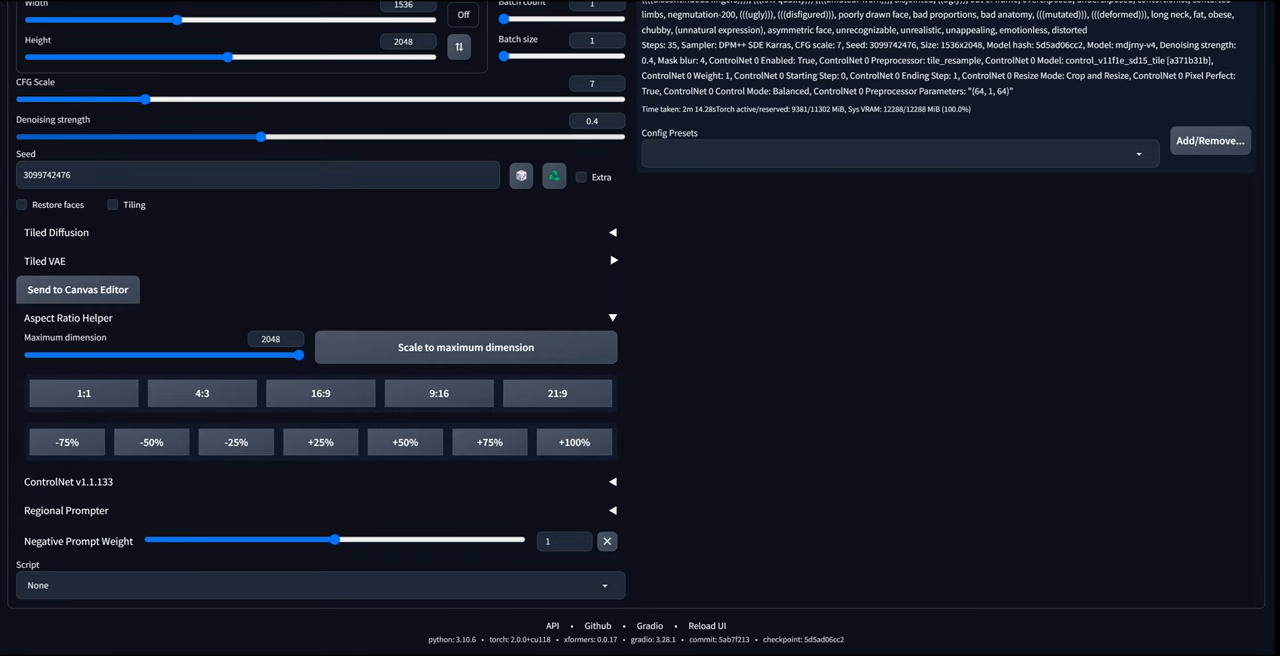 Width
1536
Off
Batch count
1
Height
2048
Batch size
1
CFG Scale
7
Denoising strength
0.4
Seed
3099742476
Extra
Restore faces
Tiling
Tiled Diffusion
Tiled VAE
Send to Canvas Editor
Aspect Ratio Helper
Maximum dimension
2048
Scale to maximum dimension
1:1
4:3
16:9
9:16
21:9
-75%
-50%
-25%
+25%
+50%
+75%
+100%
ControlNet v1.1.133
Regional Prompter
Negative Prompt Weight
1
Script
None
limbs, negmutation-200, (((ugly))), (((disfigured))), poorly drawn face, bad proportions, bad anatomy, (((mutated))), (((deformed))), long neck, fat, obese,
chubby, (unnatural expression), asymmetric face, unrecognizable, unrealistic, unappealing, emotionless, distorted
Steps: 35, Sampler: DPM++ SDE Karras, CFG scale: 7, Seed: 3099742476, Size: 1536x2048, Model hash: 5d5ad06cc2, Model: mdjrny-v4, Denoising strength:
0.4, Mask blur: 4, ControlNet 0 Enabled: True, ControlNet 0 Preprocessor: tile_resample, ControlNet 0 Model: control_v11f1e_sd15_tile [a371b31b],
ControlNet 0 Weight: 1, ControlNet 0 Starting Step: 0, ControlNet 0 Ending Step: 1, ControlNet 0 Resize Mode: Crop and Resize, ControlNet 0 Pixel Perfect:
True, ControlNet 0 Control Mode: Balanced, ControlNet 0 Preprocessor Parameters: "(64, 1, 64)"
Time taken: 2m 14.28sTorch active/reserved: 9381/11302 MiB, Sys VRAM: 12288/12288 MiB (100.0%)
Config Presets
Add/Remove...
API • Github • Gradio • Reload UI
python: 3.10.6 • torch: 2.0.0+cu118 • xformers: 0.0.17 • gradio: 3.28.1 • commit: 5ab7f213 • checkpoint: 5d5ad06cc2